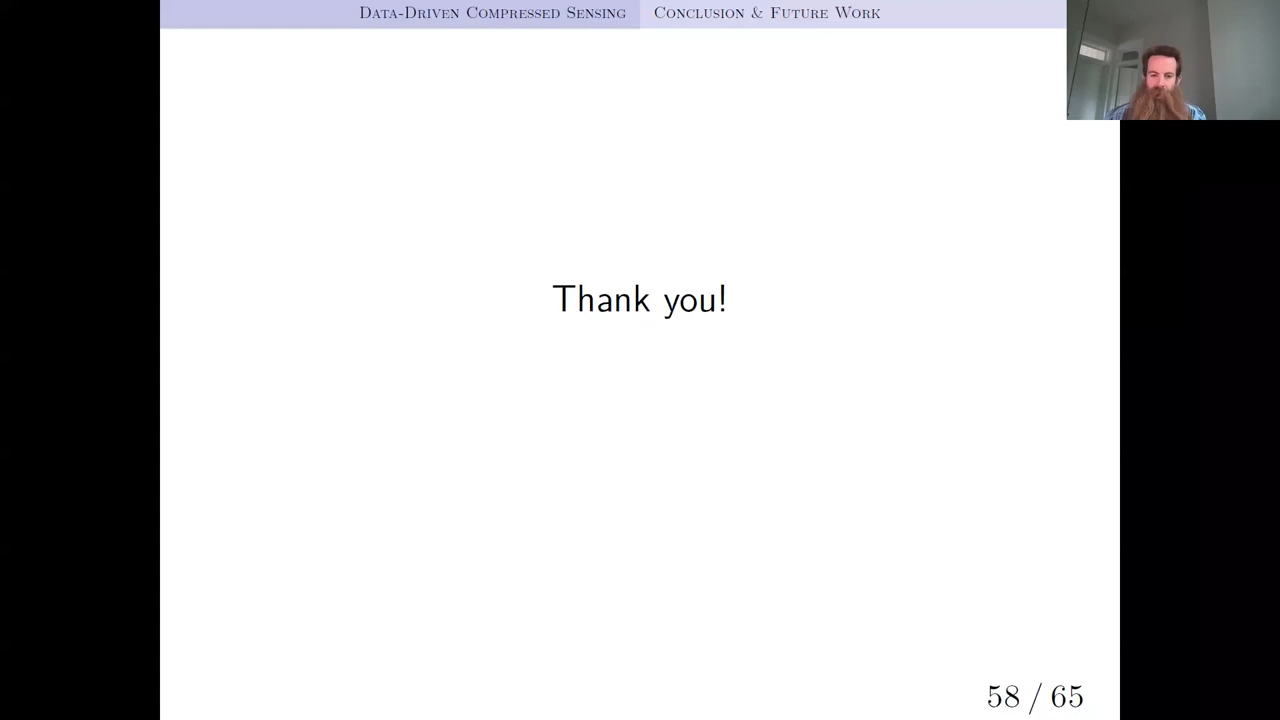 Data-Driven Compressed Sensing Conclusion & Future Work
Thank you!
58 / 65